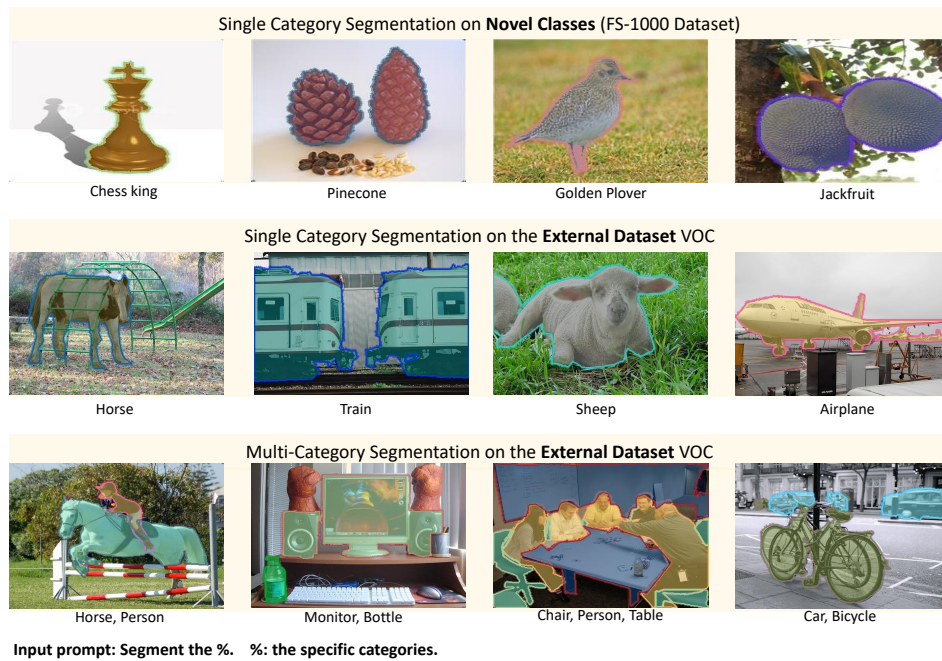 Single Category Segmentation on Novel Classes (FS-1000 Dataset)
Chess king
Pinecone
Golden Plover
Jackfruit
Single Category Segmentation on the External Dataset VOC
Horse
Train
Sheep
Airplane
Multi-Category Segmentation on the External Dataset VOC
Horse, Person
Monitor, Bottle
Chair, Person, Table
Car, Bicycle
Input prompt: Segment the %. %: the specific categories.